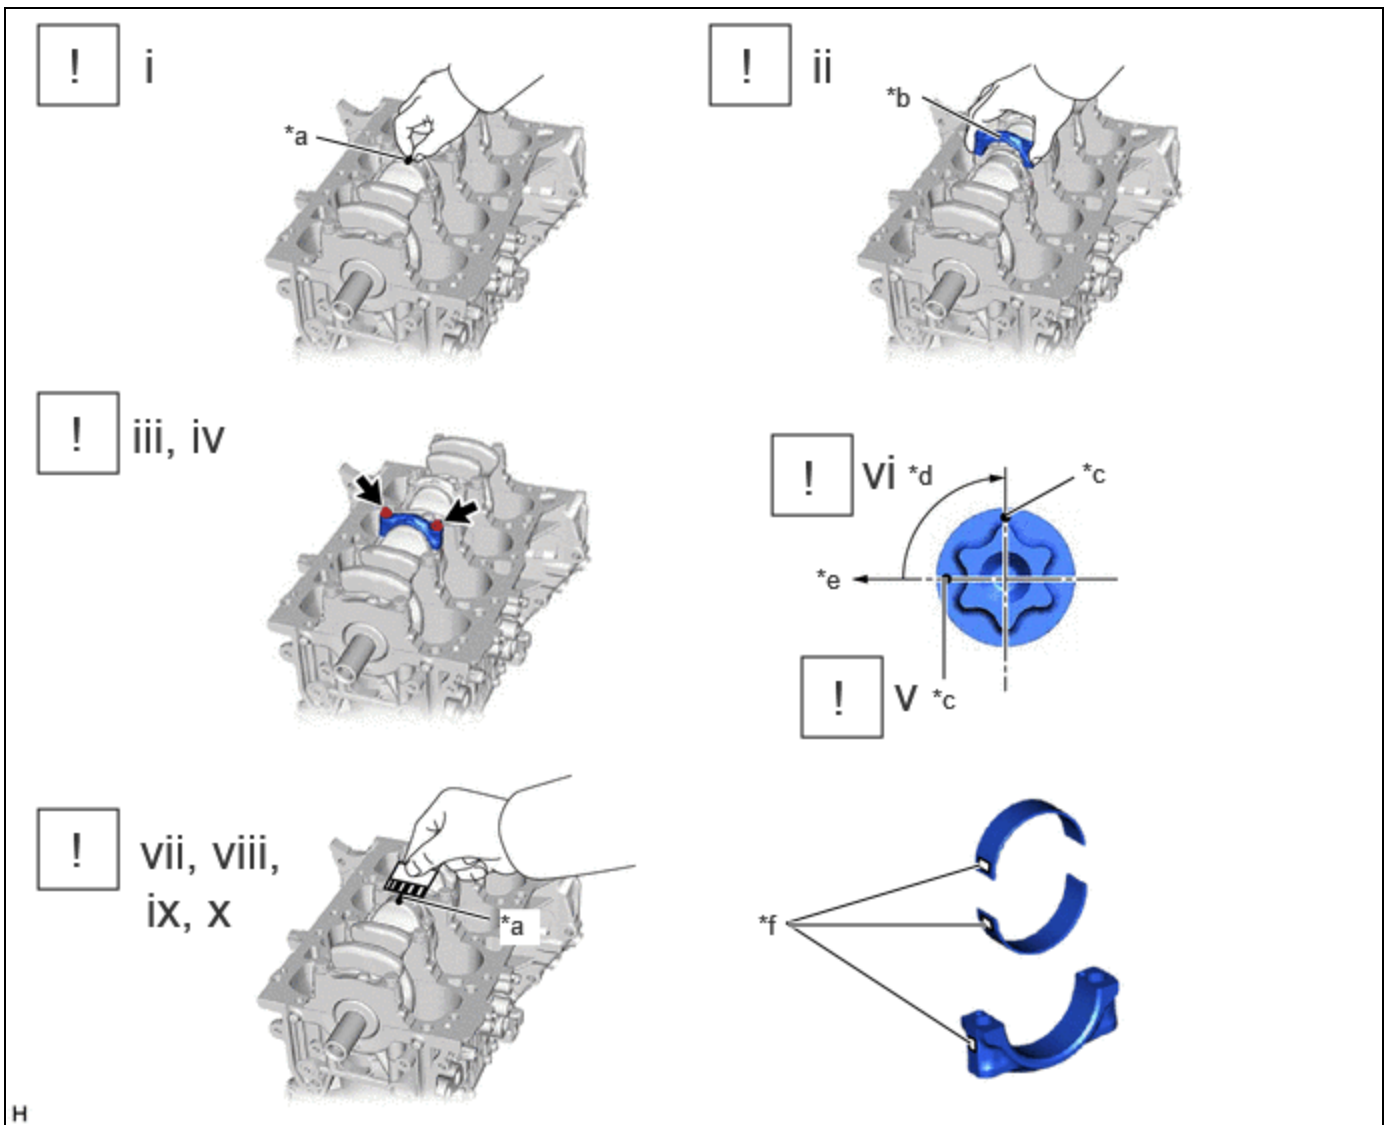 ! i
*a
! ii
*b
! iii, iv
! vi *d
*c
*e
! v *c
! vii, viii,
ix, x
*a
*f
H